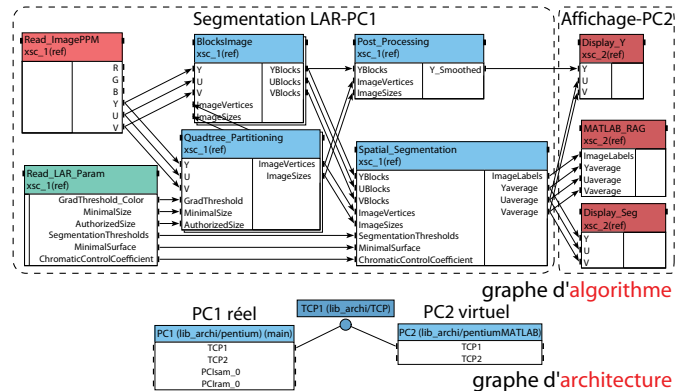 Segmentation LAR-PC1
Affichage-PC2
Read_ImagePPM
xsc_1(ref)
R
G
B
Y
U
V
BlocksImage
xsc_1(ref)
Y
U
V
ImageVertices
ImageSizes
YBlocks
UBlocks
VBlocks
Post_Processing
xsc_1(ref)
YBlocks
ImageVertices
ImageSizes
Y_Smoothed
Display_Y
xsc_2(ref)
Y
U
V
Quadtree_Partitioning
xsc_1(ref)
Y
U
V
GradThreshold
MinimalSize
AuthorizedSize
ImageVertices
ImageSizes
Spatial_Segmentation
xsc_1(ref)
YBlocks
UBlocks
VBlocks
ImageVertices
ImageSizes
SegmentationThresholds
MinimalSurface
ChromaticControlCoefficient
ImageLabels
Yaverage
Uaverage
Vaverage
MATLAB_RAG
xsc_2(ref)
ImageLabels
Yaverage
Uaverage
Vaverage
Read_LAR_Param
xsc_1(ref)
GradThreshold_Color
MinimalSize
AuthorizedSize
SegmentationThresholds
MinimalSurface
ChromaticControlCoefficient
Display_Seg
xsc_2(ref)
Y
U
V
graphe d'algorithme
PC1 réel
TCP1 (lib_archi/TCP)
PC2 virtuel
PC1 (lib_archi/pentium) (main)
TCP1
TCP2
PCIsam_0
PCIram_0
PC2 (lib_archi/pentiumMATLAB)
TCP1
TCP2
graphe d'architecture